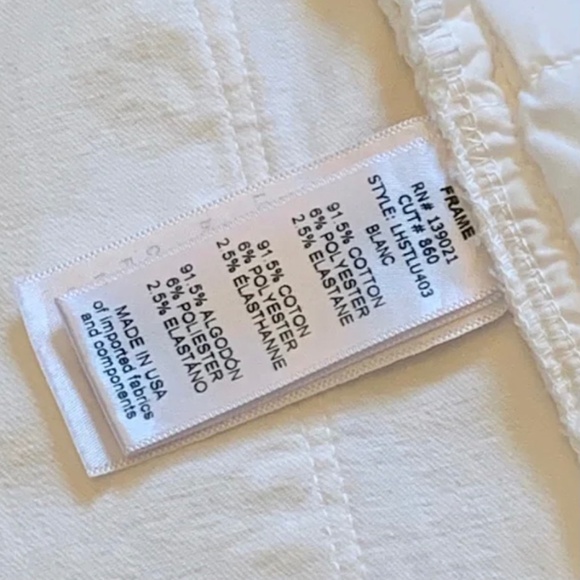 FRAME
RN# 139021
CUT# 860
STYLE: LHSTLU403
BLANC
91.5% COTTON
6% POLYESTER
2.5% ELASTANE
91.5% COTON
6% POLYESTER
2.5% ÉLASTHANNE
91.5% ALGODÓN
6% POLIESTER
2.5% ELASTANO
MADE IN USA
of imported fabrics
and components